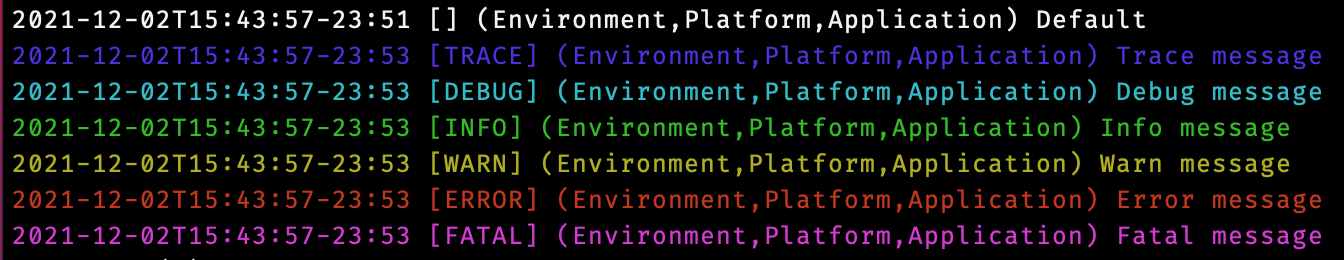 2021-12-02T15:43:57-23:51 [] (Environment,Platform,Application) Default
2021-12-02T15:43:57-23:53 [TRACE] (Environment,Platform,Application) Trace message
2021-12-02T15:43:57-23:53 [DEBUG] (Environment,Platform,Application) Debug message
2021-12-02T15:43:57-23:53 [INFO] (Environment,Platform,Application) Info message
2021-12-02T15:43:57-23:53 [WARN] (Environment,Platform,Application) Warn message
2021-12-02T15:43:57-23:53 [ERROR] (Environment,Platform,Application) Error message
2021-12-02T15:43:57-23:53 [FATAL] (Environment,Platform,Application) Fatal message